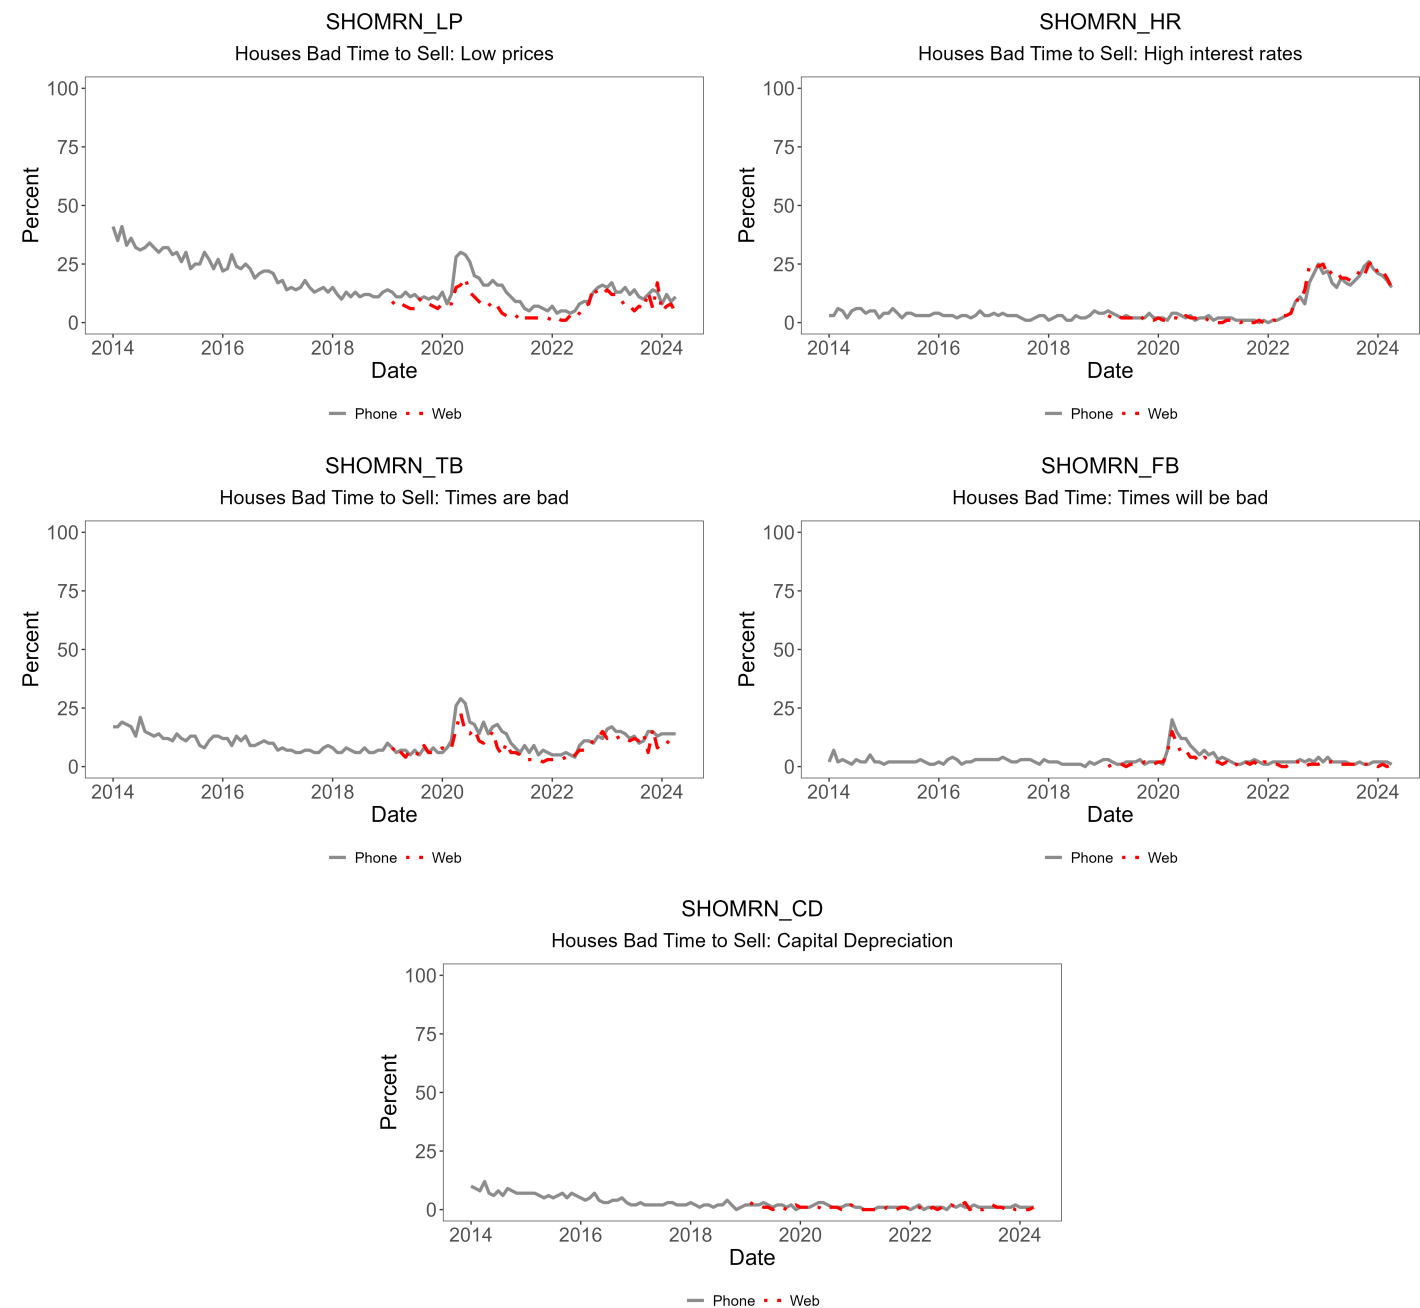 SHOMRN_LP
Houses Bad Time to Sell: Low prices
100
75
50
25
0
Percent
2014 2016 2018 2020 2022 2024
Date
Phone Web
SHOMRN_HR
Houses Bad Time to Sell: High interest rates
100
75
50
25
0
Percent
2014 2016 2018 2020 2022 2024
Date
Phone Web
SHOMRN_TB
Houses Bad Time to Sell: Times are bad
100
75
50
25
0
Percent
2014 2016 2018 2020 2022 2024
Date
Phone Web
SHOMRN_FB
Houses Bad Time: Times will be bad
100
75
50
25
0
Percent
2014 2016 2018 2020 2022 2024
Date
Phone Web
SHOMRN_CD
Houses Bad Time to Sell: Capital Depreciation
100
75
50
25
0
Percent
2014 2016 2018 2020 2022 2024
Date
Phone Web